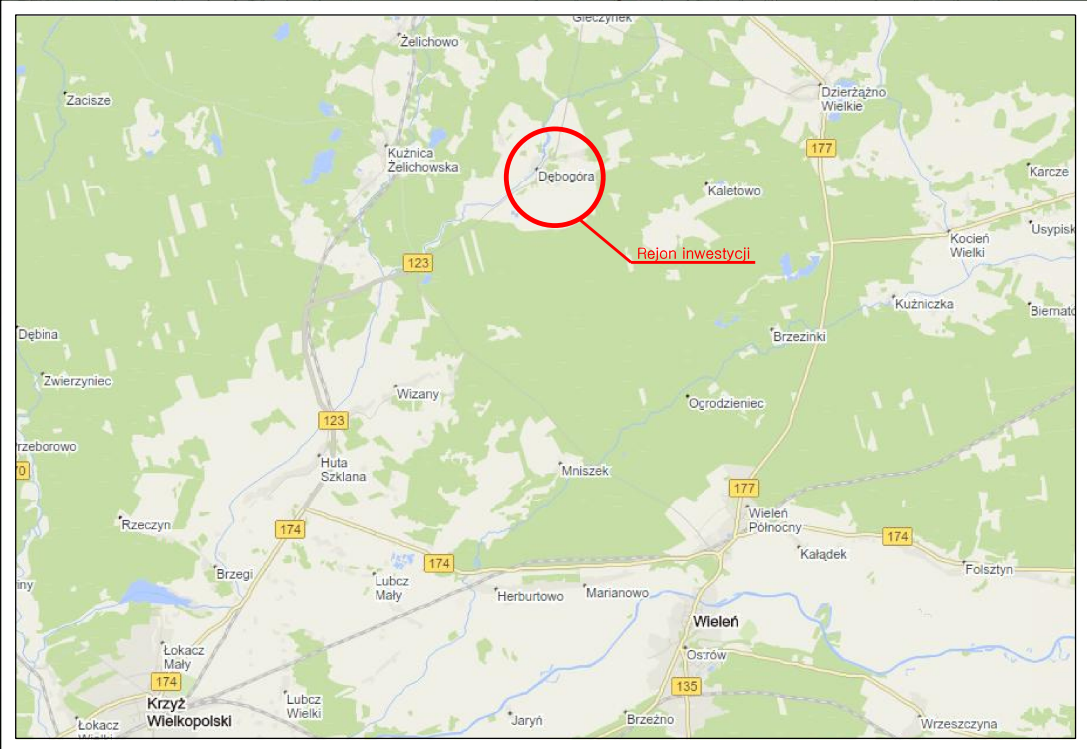 Gieczynek
Żelichowo
Zacisze
Dzierżążno
Wielkie
177
Kuźnica
Żelichowska
Dębogóra
Karcze
Kaletowo
Usypisk
Kocień
Wielki
Rejon inwestycji
123
Kuźniczka
Biernato
Dębina
Brzezinki
Zwierzyniec
Wizany
Ogrodzieniec
123
rzeborowo
Huta
Szklana
Mniszek
70
177
Wieleń
Północny
Rzeczyn
174
174
Kałądek
174
Folsztyn
Brzegi
Lubcz
Mały
Herburtowo
Marianowo
iny
Wieleń
Łokacz
Mały
Ostrów
174
135
Krzyż
Wielkopolski
Lubcz
Wielki
Jaryń
Brzeźno
Wrzeszczyna
Łokacz
Wielki